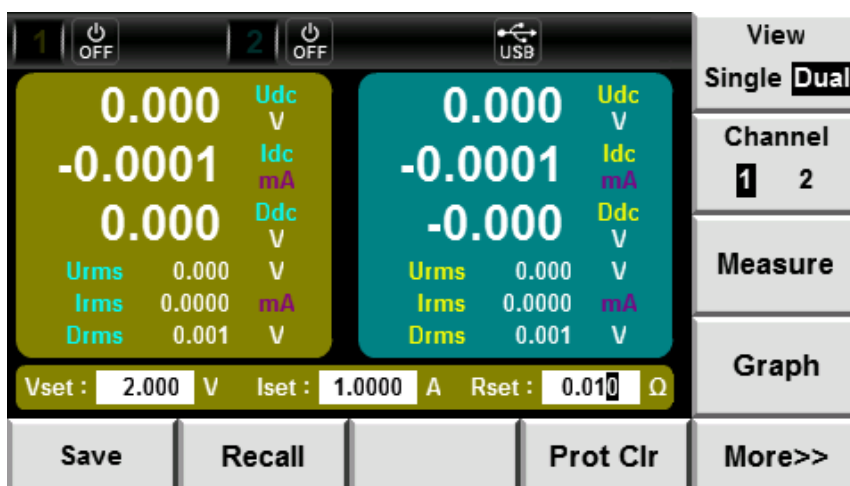 1 OFF 2 OFF USB
View
Single Dual
Channel
1 2
Measure
Graph
More>>
0.000 Udc V
-0.0001 Idc mA
0.000 Ddc V
Urms 0.000 V
Irms 0.0000 mA
Drms 0.001 V
0.000 Udc V
-0.0001 Idc mA
-0.000 Ddc V
Urms 0.000 V
Irms 0.0000 mA
Drms 0.001 V
Vset : 2.000 V Iset : 1.0000 A Rset : 0.010 Ω
Save Recall Prot Clr